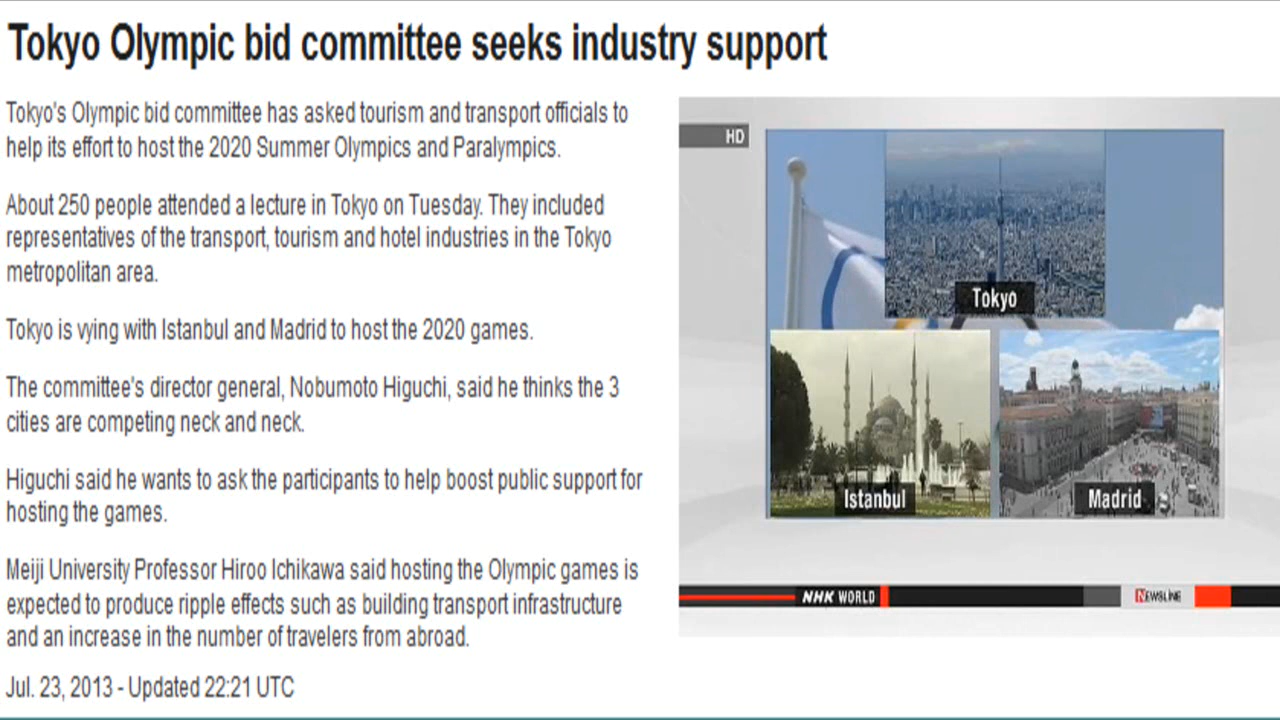 Tokyo Olympic bid committee seeks industry support
Tokyo's Olympic bid committee has asked tourism and transport officials to
help its effort to host the 2020 Summer Olympics and Paralympics.
About 250 people attended a lecture in Tokyo on Tuesday. They included
representatives of the transport, tourism and hotel industries in the Tokyo
metropolitan area.
Tokyo is vying with Istanbul and Madrid to host the 2020 games.
The committee's director general, Nobumoto Higuchi, said he thinks the 3
cities are competing neck and neck.
Higuchi said he wants to ask the participants to help boost public support for
hosting the games.
Meiji University Professor Hiroo Ichikawa said hosting the Olympic games is
expected to produce ripple effects such as building transport infrastructure
and an increase in the number of travelers from abroad.
Jul. 23, 2013 - Updated 22:21 UTC
HD
Tokyo
Istanbul
Madrid
NHK WORLD
NEWSLINE